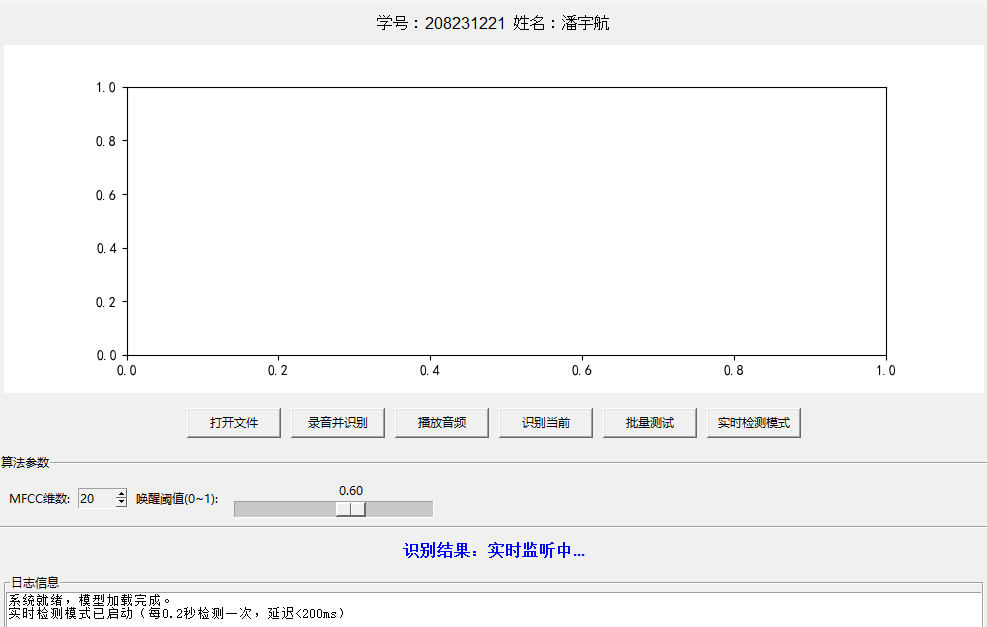 学号：208231221 姓名：潘宇航
1.0
0.8
0.6
0.4
0.2
0.0
0.0 0.2 0.4 0.6 0.8 1.0
打开文件 录音并识别 播放音频 识别当前 批量测试 实时检测模式
算法参数
0.60
MFCC维数: 20 唤醒阈值(0~1):
识别结果：实时监听中...
日志信息
系统就绪，模型加载完成。
实时检测模式已启动（每0.2秒检测一次，延迟<200ms）